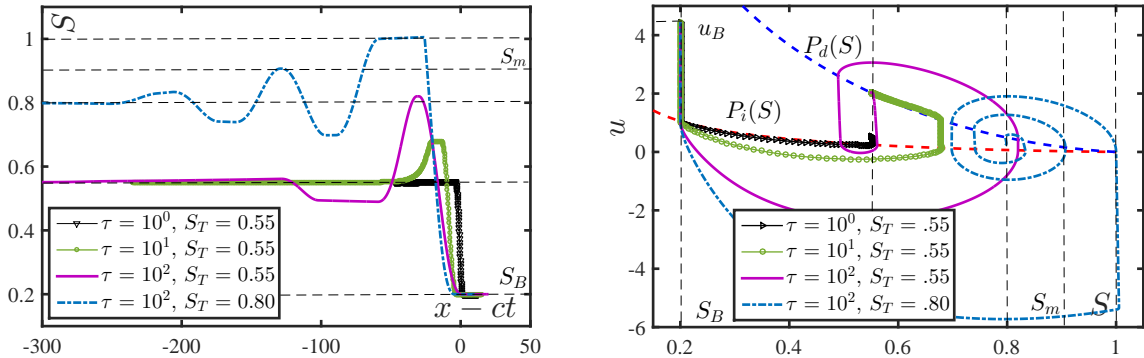 S
1
0.8
0.6
0.4
0.2
S_m
S_B
x − ct
τ = 10^0, S_T = 0.55
τ = 10^1, S_T = 0.55
τ = 10^2, S_T = 0.55
τ = 10^2, S_T = 0.80
-300 -200 -100 0 50
u
4
2
0
-2
-4
-6
u_B
P_d(S)
P_i(S)
τ = 10^0, S_T = .55
τ = 10^1, S_T = .55
τ = 10^2, S_T = .55
τ = 10^2, S_T = .80
S_B S_m S
0.2 0.4 0.6 0.8 1